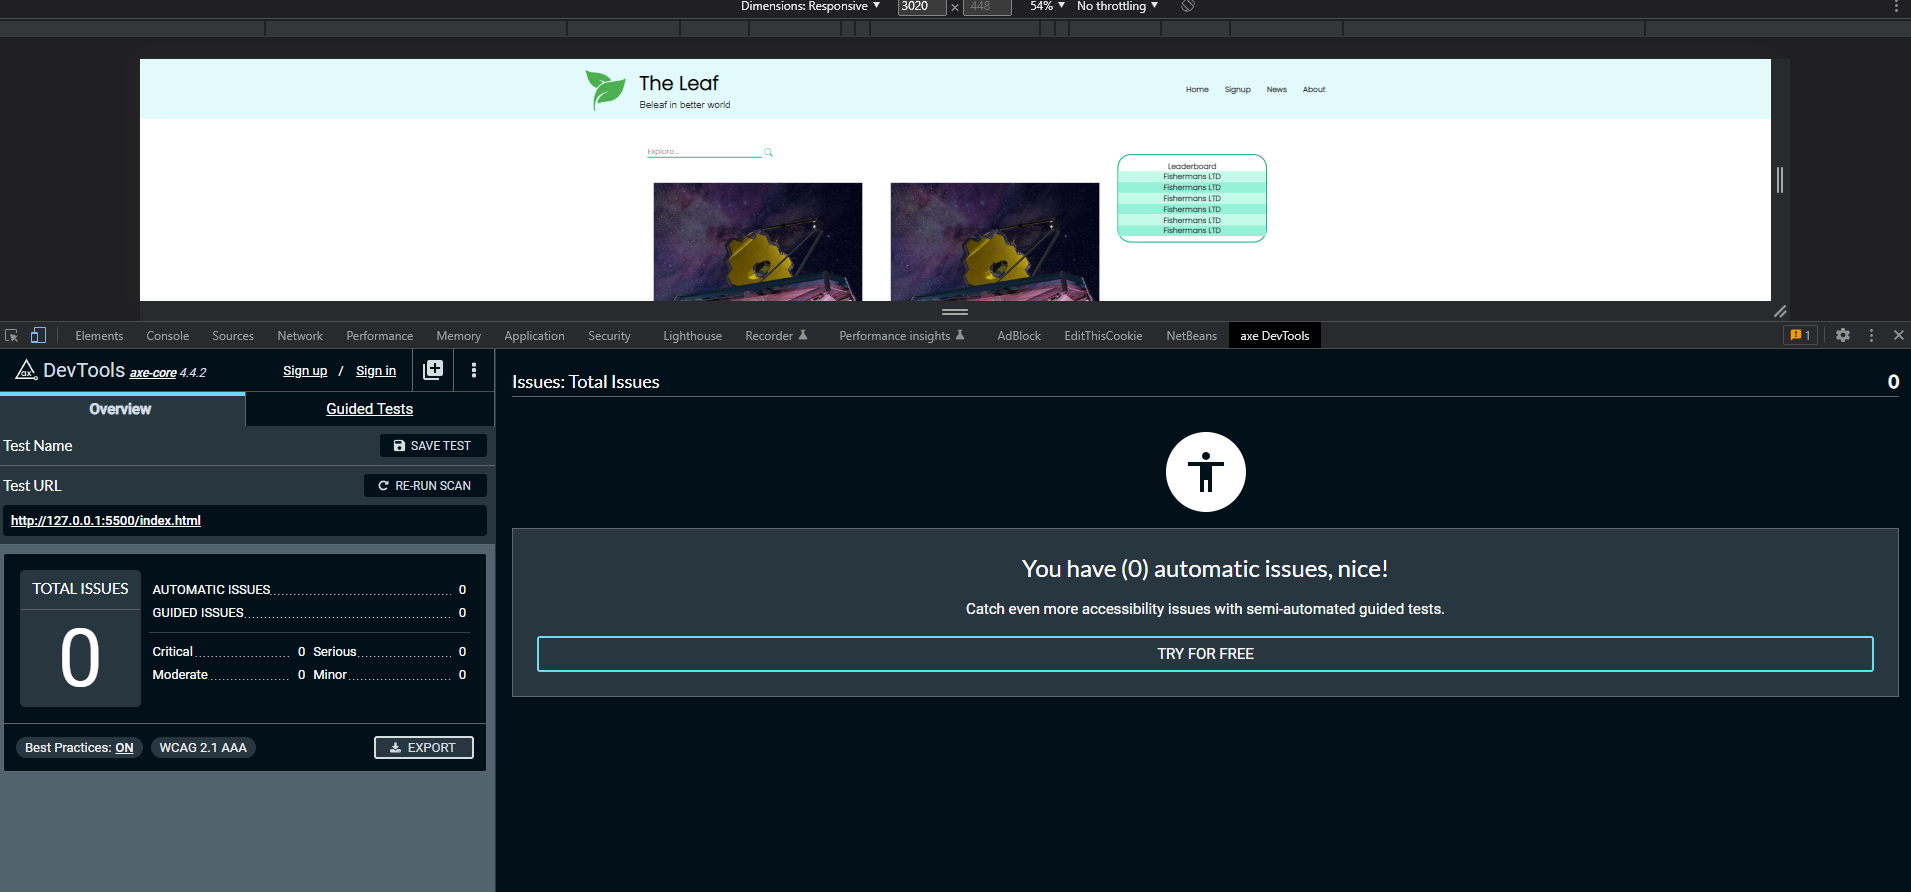 Dimensions: Responsive ▼ 3020 × 448 54% ▼ No throttling ▼
The Leaf
Beleaf in better world
Home Signup News About
Explore...
Leaderboard
Fishermans LTD
Fishermans LTD
Fishermans LTD
Fishermans LTD
Fishermans LTD
Fishermans LTD
Elements Console Sources Network Performance Memory Application Security Lighthouse Recorder Performance insights AdBlock EditThisCookie NetBeans axe DevTools 1
ax DevTools axe-core 4.4.2 Sign up / Sign in
Overview Guided Tests
Test Name SAVE TEST
Test URL RE-RUN SCAN
http://127.0.0.1:5500/index.html
TOTAL ISSUES
0
AUTOMATIC ISSUES 0
GUIDED ISSUES 0
Critical 0 Serious 0
Moderate 0 Minor 0
Best Practices: ON WCAG 2.1 AAA EXPORT
Issues: Total Issues 0
You have (0) automatic issues, nice!
Catch even more accessibility issues with semi-automated guided tests.
TRY FOR FREE